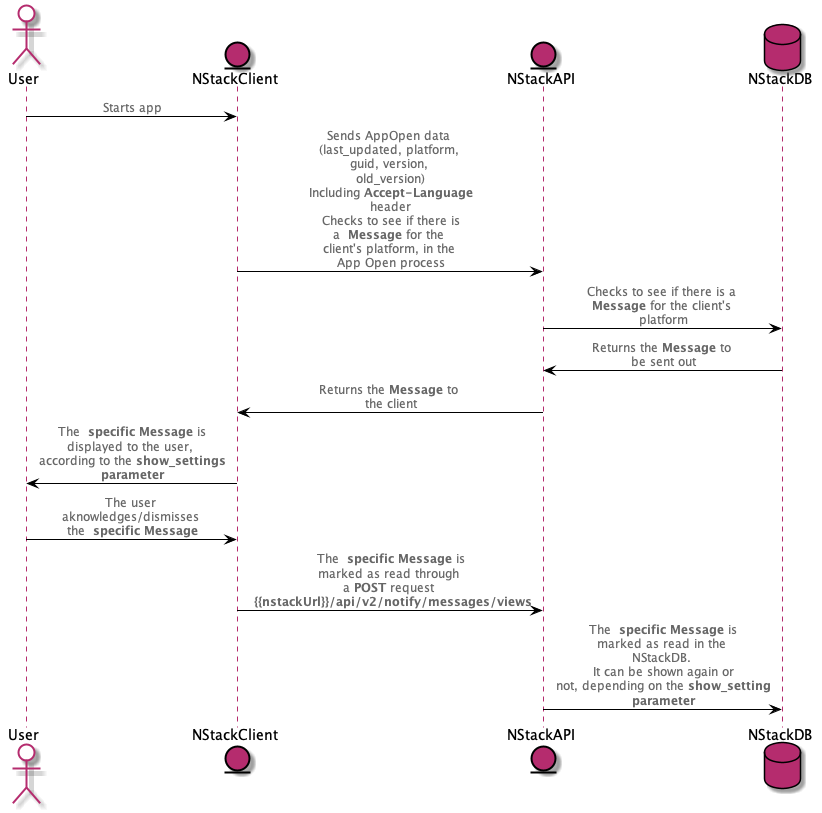 User
NStackClient
NStackAPI
NStackDB
Starts app
Sends AppOpen data
(last_updated, platform,
guid, version,
old_version)
Including Accept-Language
header
Checks to see if there is
a Message for the
client's platform, in the
App Open process
Checks to see if there is a
Message for the client's
platform
Returns the Message to
be sent out
Returns the Message to
the client
The specific Message is
displayed to the user,
according to the show_settings
parameter
The user
aknowledges/dismisses
the specific Message
The specific Message is
marked as read through
a POST request
{{nstackUrl}}/api/v2/notify/messages/views
The specific Message is
marked as read in the
NStackDB.
It can be shown again or
not, depending on the show_setting
parameter
User
NStackClient
NStackAPI
NStackDB